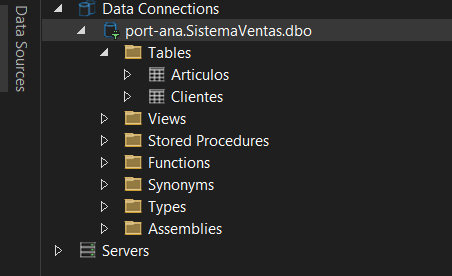 Data Sources
Data Connections
port-ana.SistemaVentas.dbo
Tables
Articulos
Clientes
Views
Stored Procedures
Functions
Synonyms
Types
Assemblies
Servers